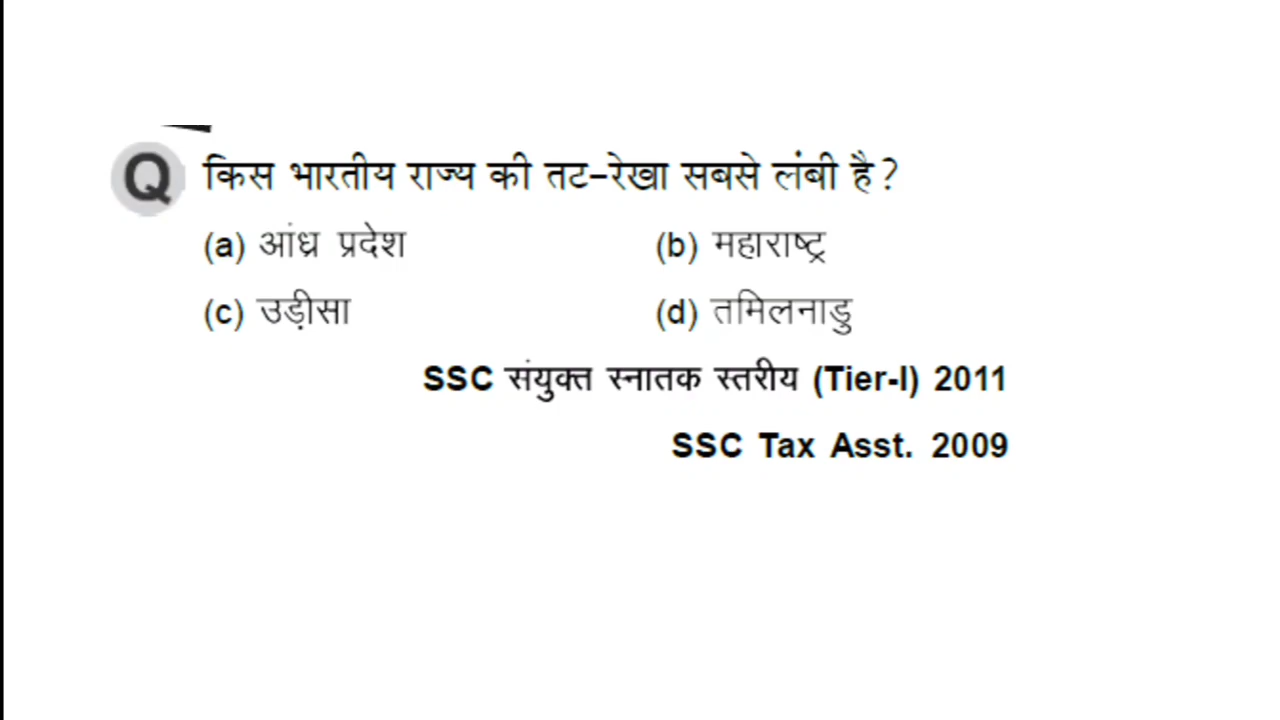 Q किस भारतीय राज्य की तट-रेखा सबसे लंबी है?
(a) आंध्र प्रदेश (b) महाराष्ट्र
(c) उड़ीसा (d) तमिलनाडु
SSC संयुक्त स्नातक स्तरीय (Tier-I) 2011
SSC Tax Asst. 2009